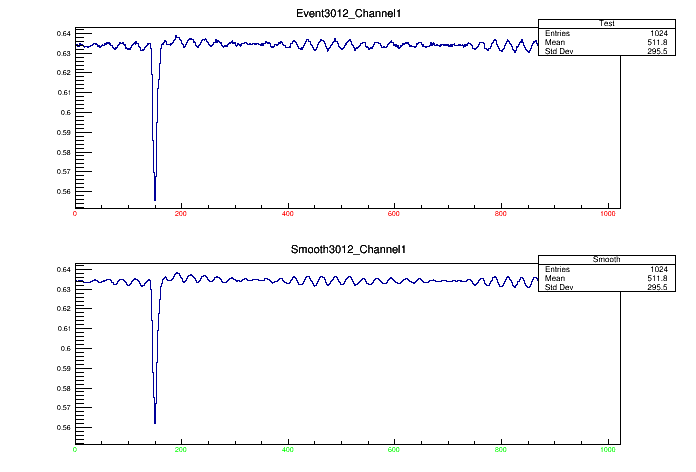 Event3012_Channel1
Test
Entries 1024
Mean 511.8
Std Dev 295.5
0.64
0.63
0.62
0.61
0.6
0.59
0.58
0.57
0.56
0 200 400 600 800 1000
Smooth3012_Channel1
Smooth
Entries 1024
Mean 511.8
Std Dev 295.5
0.64
0.63
0.62
0.61
0.6
0.59
0.58
0.57
0.56
0 200 400 600 800 1000